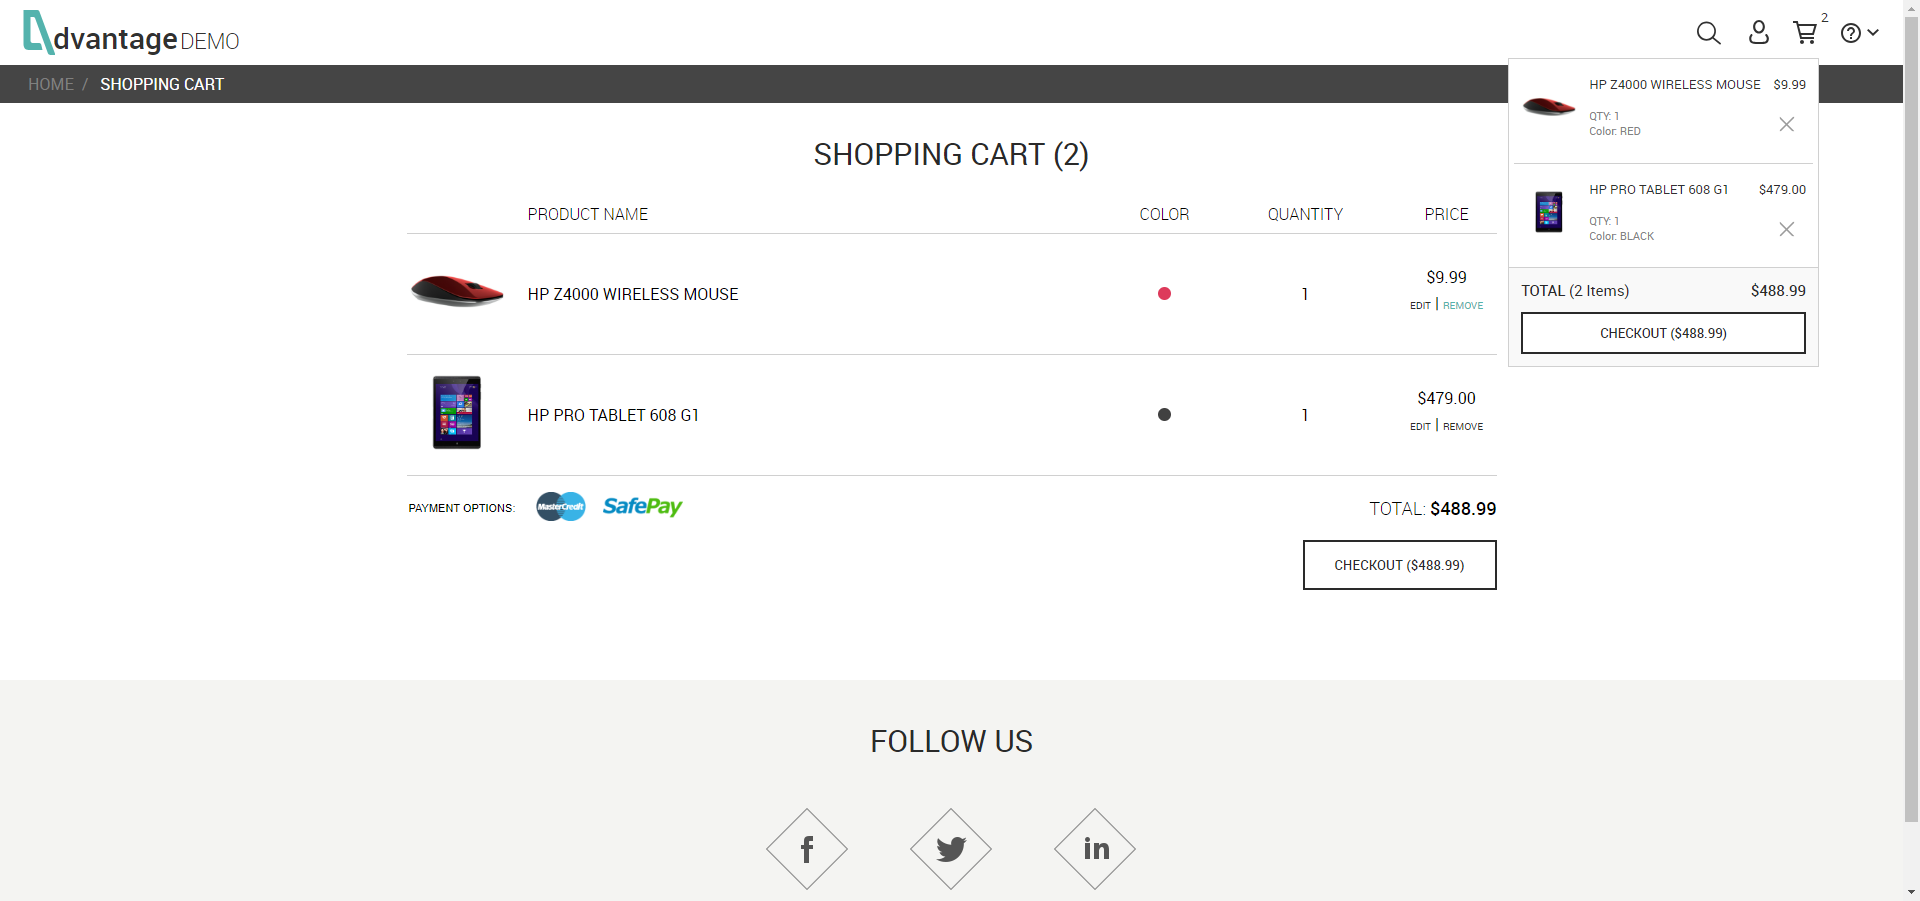 dvantage DEMO
2
HOME / SHOPPING CART
SHOPPING CART (2)
PRODUCT NAME COLOR QUANTITY PRICE
HP Z4000 WIRELESS MOUSE 1 $9.99
EDIT | REMOVE
HP PRO TABLET 608 G1 1 $479.00
EDIT | REMOVE
PAYMENT OPTIONS: MasterCredit SafePay TOTAL: $488.99
CHECKOUT ($488.99)
HP Z4000 WIRELESS MOUSE $9.99
QTY: 1
Color: RED
HP PRO TABLET 608 G1 $479.00
QTY: 1
Color: BLACK
TOTAL (2 Items) $488.99
CHECKOUT ($488.99)
FOLLOW US
f in